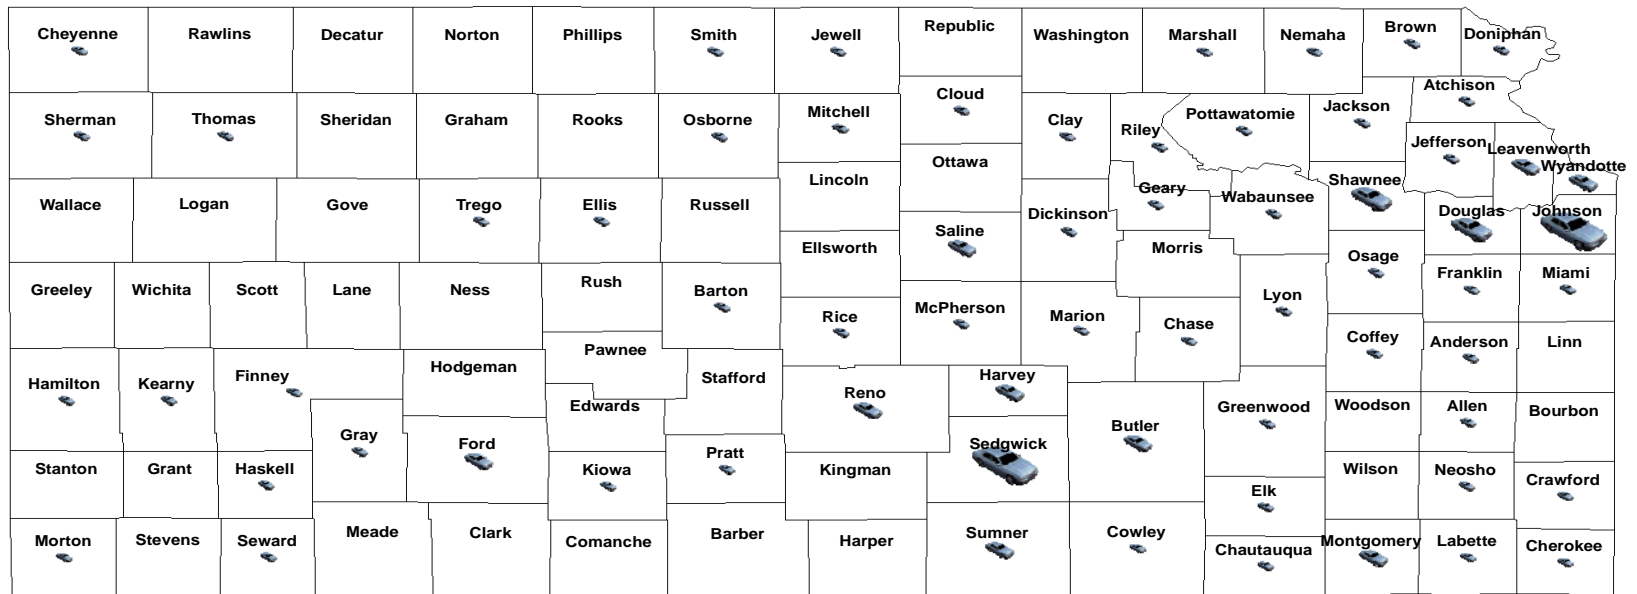 Cheyenne
Rawlins
Decatur
Norton
Phillips
Smith
Jewell
Republic
Washington
Marshall
Nemaha
Brown
Doniphan
Sherman
Thomas
Sheridan
Graham
Rooks
Osborne
Mitchell
Cloud
Clay
Riley
Pottawatomie
Jackson
Atchison
Jefferson
Leavenworth
Wyandotte
Ottawa
Lincoln
Wallace
Logan
Gove
Trego
Ellis
Russell
Saline
Dickinson
Geary
Wabaunsee
Shawnee
Douglas
Johnson
Ellsworth
Morris
Osage
Franklin
Miami
Greeley
Wichita
Scott
Lane
Ness
Rush
Barton
Rice
McPherson
Marion
Chase
Lyon
Coffey
Anderson
Linn
Hamilton
Kearny
Finney
Hodgeman
Pawnee
Stafford
Edwards
Reno
Harvey
Butler
Greenwood
Woodson
Allen
Bourbon
Gray
Ford
Kiowa
Pratt
Kingman
Sedgwick
Stanton
Grant
Haskell
Elk
Wilson
Neosho
Crawford
Morton
Stevens
Seward
Meade
Clark
Comanche
Barber
Harper
Sumner
Cowley
Chautauqua
Montgomery
Labette
Cherokee